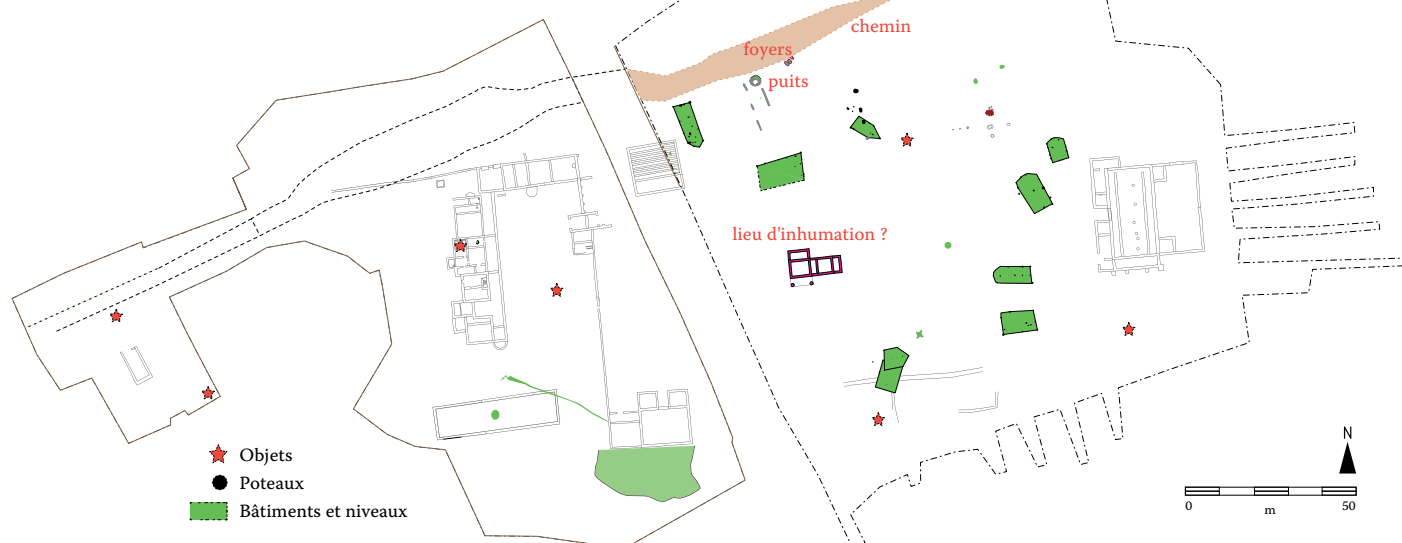 chemin
foyers
puits
lieu d'inhumation ?
Objets
Poteaux
Bâtiments et niveaux
N
0 m 50